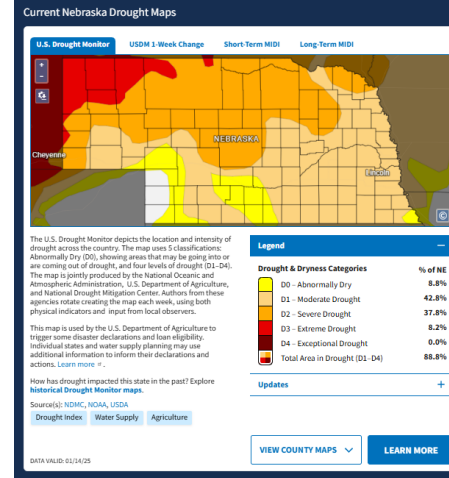 Current Nebraska Drought Maps
U.S. Drought Monitor
USDM 1-Week Change
Short-Term MIDI
Long-Term MIDI
+
−
NEBRASKA
Cheyenne
Lincoln
©
The U.S. Drought Monitor depicts the location and intensity of
drought across the country. The map uses 5 classifications:
Abnormally Dry (D0), showing areas that may be going into or
are coming out of drought, and four levels of drought (D1–D4).
The map is jointly produced by the National Oceanic and
Atmospheric Administration, U.S. Department of Agriculture,
and National Drought Mitigation Center. Authors from these
agencies rotate creating the map each week, using both
physical indicators and input from local observers.
This map is used by the U.S. Department of Agriculture to
trigger some disaster declarations and loan eligibility.
Individual states and water supply planning may use
additional information to inform their declarations and
actions. Learn more.
How has drought impacted this state in the past? Explore
historical Drought Monitor maps.
Source(s): NDMC, NOAA, USDA
Drought Index Water Supply Agriculture
DATA VALID: 01/14/25
Legend −
Drought & Dryness Categories % of NE
D0 – Abnormally Dry 8.8%
D1 – Moderate Drought 42.8%
D2 – Severe Drought 37.8%
D3 – Extreme Drought 8.2%
D4 – Exceptional Drought 0.0%
Total Area in Drought (D1–D4) 88.8%
Updates +
VIEW COUNTY MAPS
LEARN MORE